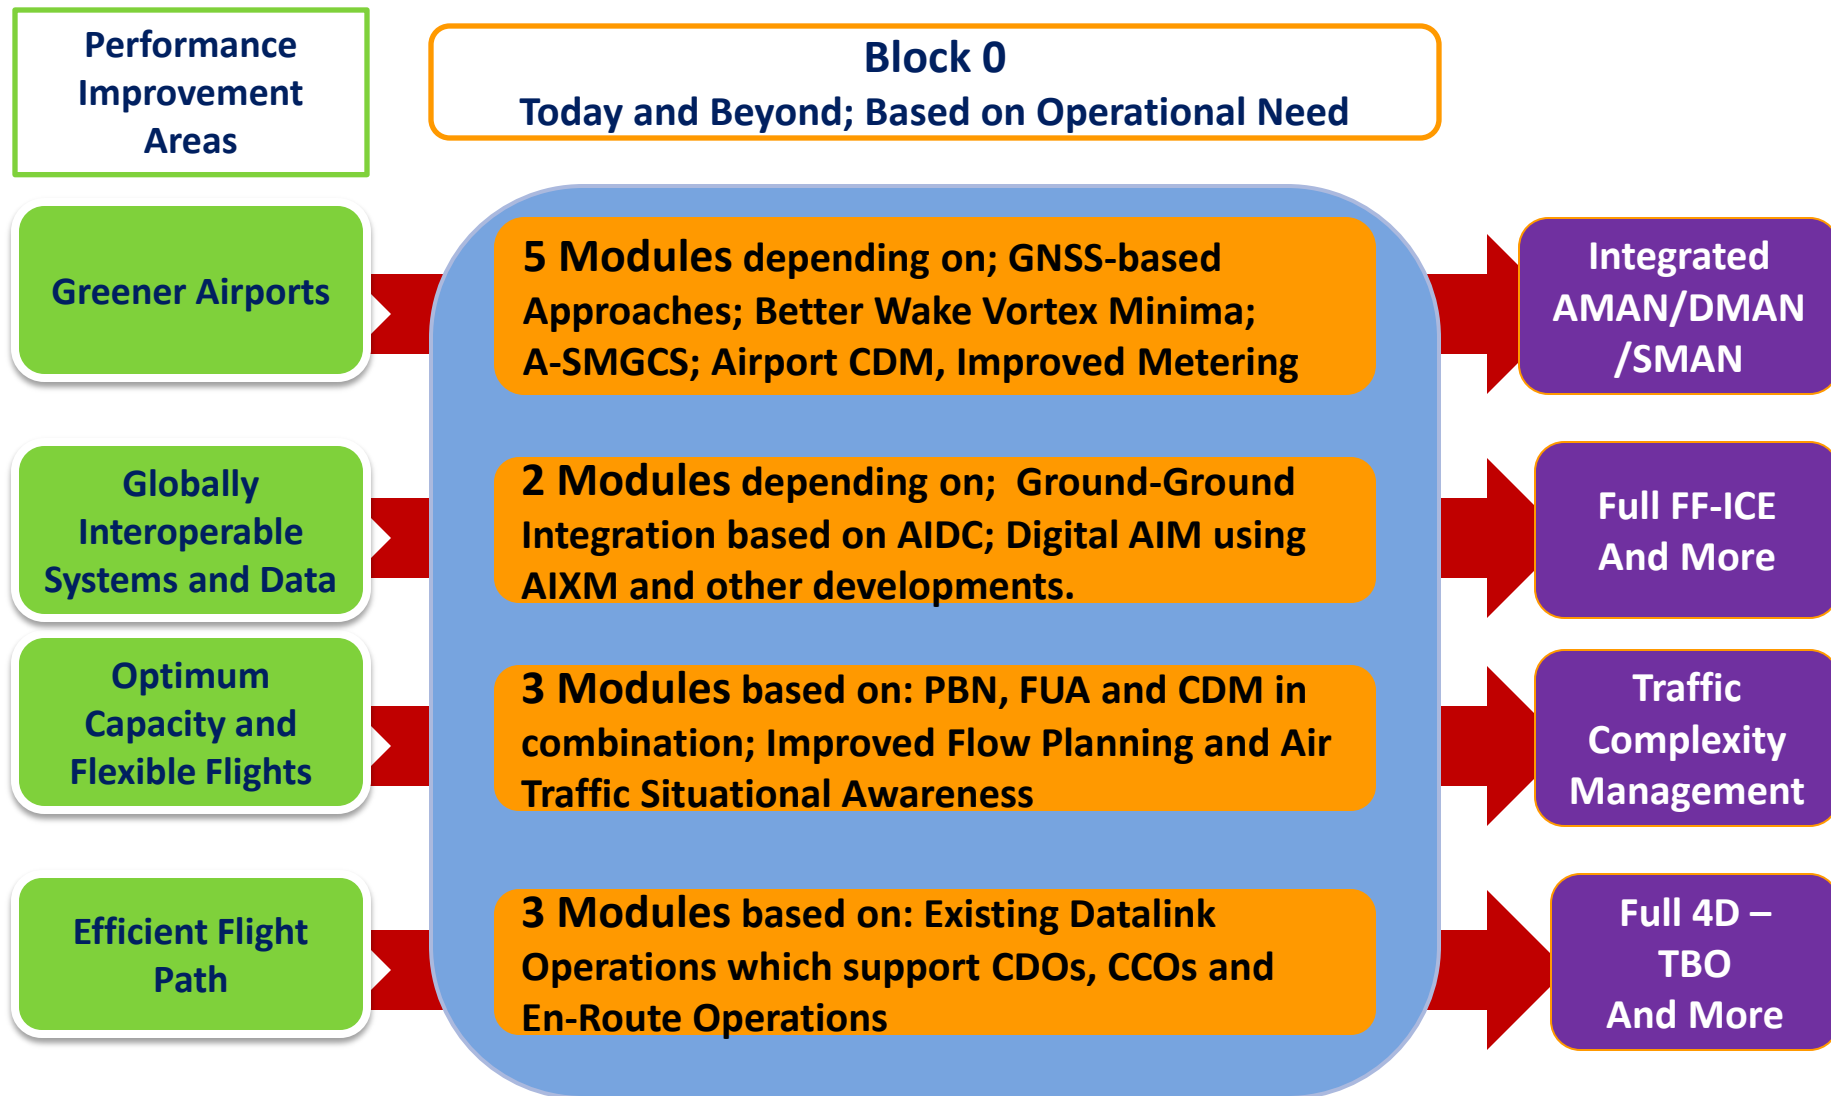 Performance
Improvement
Areas
Block 0
Today and Beyond; Based on Operational Need
Greener Airports
5 Modules depending on; GNSS-based
Approaches; Better Wake Vortex Minima;
A-SMGCS; Airport CDM, Improved Metering
Integrated
AMAN/DMAN
/SMAN
Globally
Interoperable
Systems and Data
2 Modules depending on; Ground-Ground
Integration based on AIDC; Digital AIM using
AIXM and other developments.
Full FF-ICE
And More
Optimum
Capacity and
Flexible Flights
3 Modules based on: PBN, FUA and CDM in
combination; Improved Flow Planning and Air
Traffic Situational Awareness
Traffic
Complexity
Management
Efficient Flight
Path
3 Modules based on: Existing Datalink
Operations which support CDOs, CCOs and
En-Route Operations
Full 4D –
TBO
And More